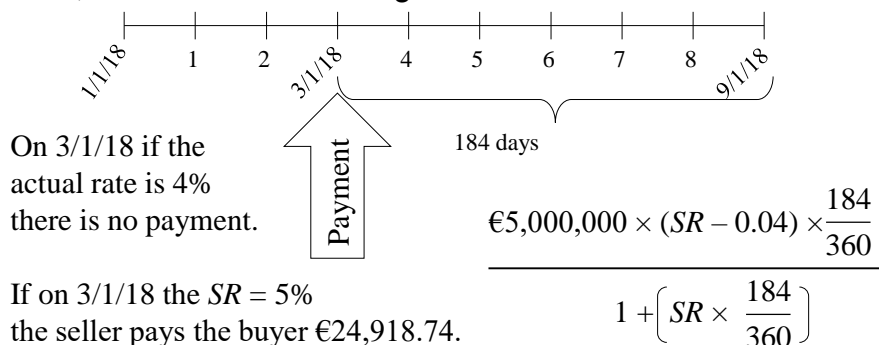 1/1/18 1 2 3/1/18 4 5 6 7 8 9/1/18
184 days
Payment
On 3/1/18 if the
actual rate is 4%
there is no payment.
If on 3/1/18 the SR = 5%
the seller pays the buyer €24,918.74.
€5,000,000 × (SR – 0.04) × 184/360
1 + (SR × 184/360)